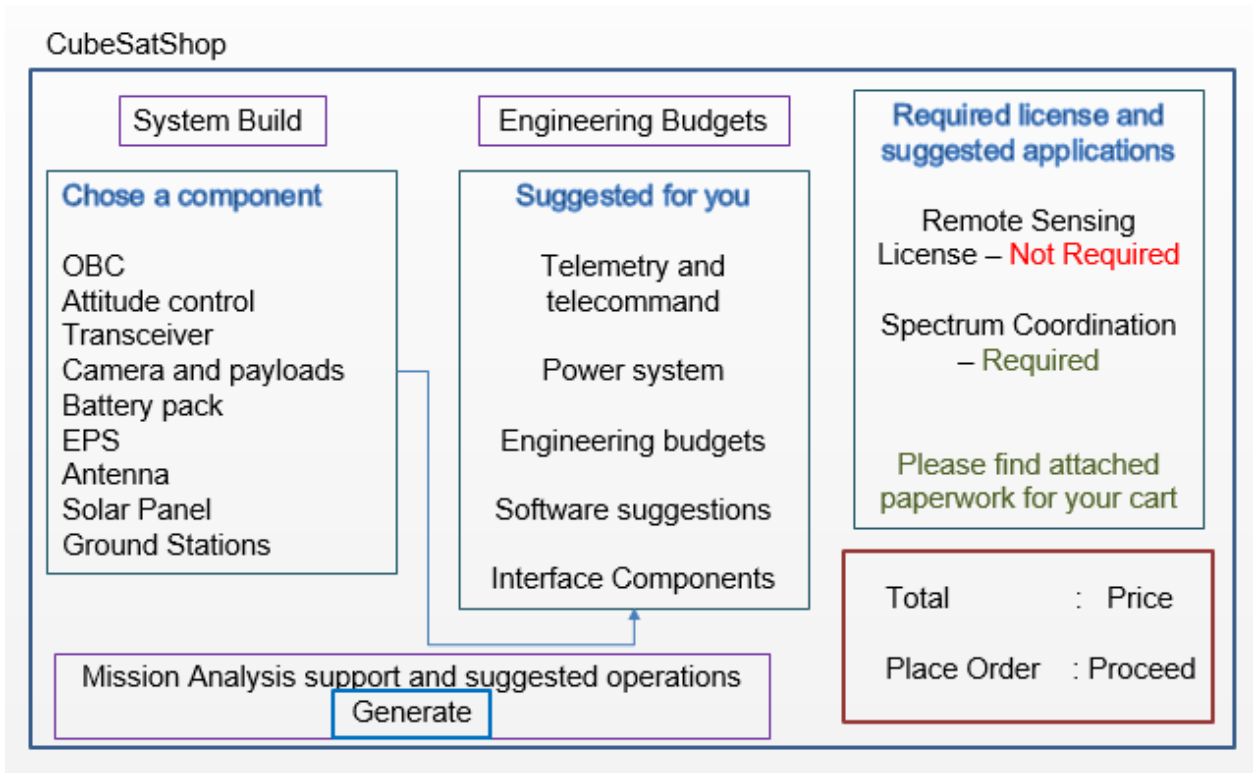 CubeSatShop
System Build
Chose a component
OBC
Attitude control
Transceiver
Camera and payloads
Battery pack
EPS
Antenna
Solar Panel
Ground Stations
Engineering Budgets
Suggested for you
Telemetry and
telecommand
Power system
Engineering budgets
Software suggestions
Interface Components
Required license and
suggested applications
Remote Sensing
License – Not Required
Spectrum Coordination
– Required
Please find attached
paperwork for your cart
Total : Price
Place Order : Proceed
Mission Analysis support and suggested operations
Generate